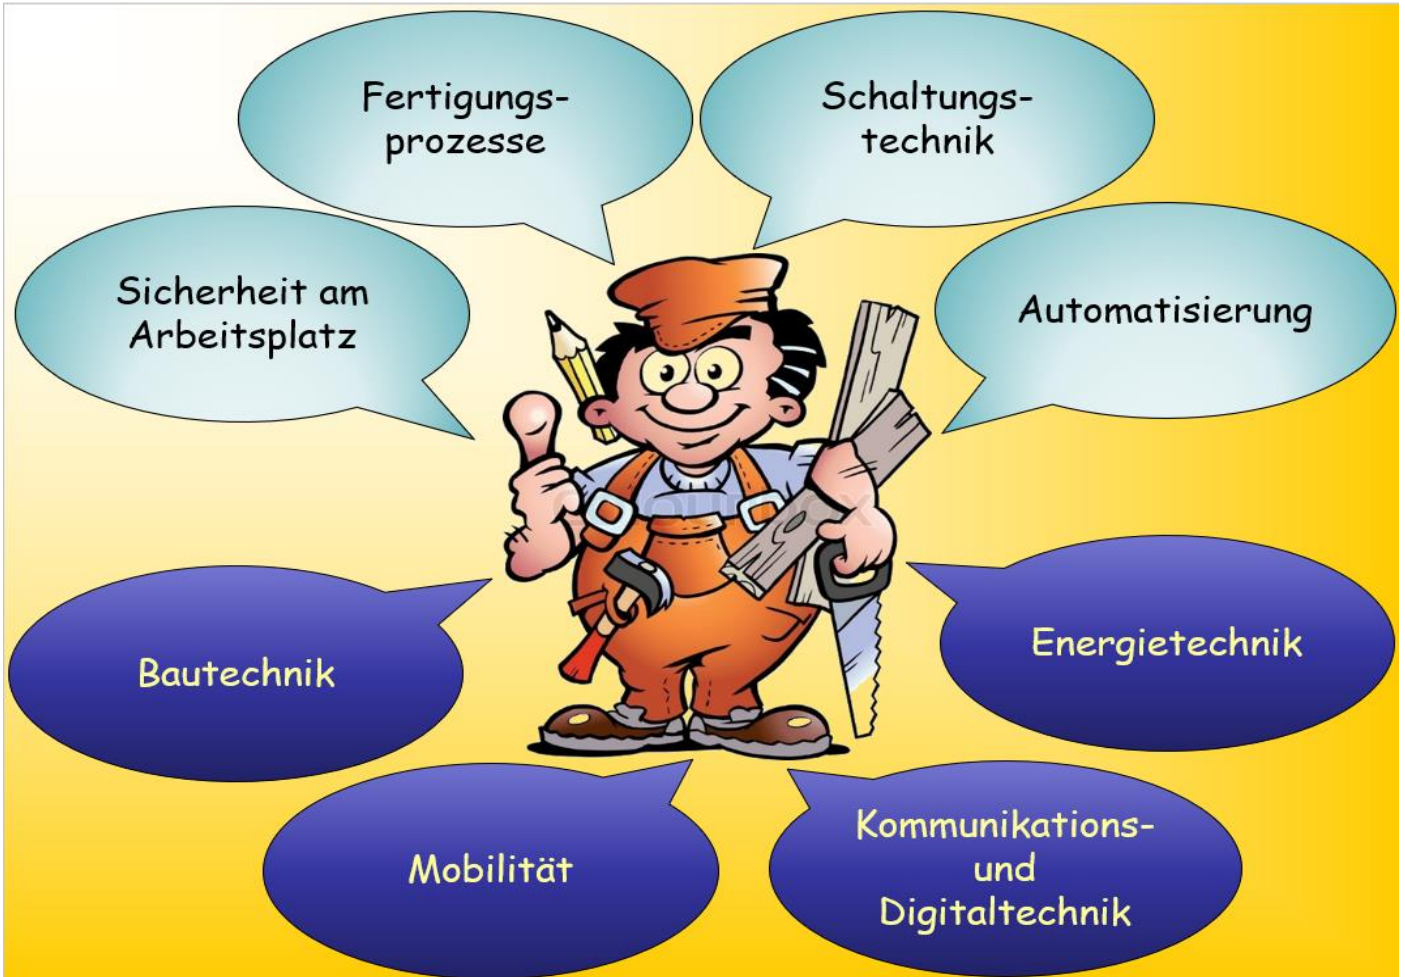 Fertigungs-
prozesse
Schaltungs-
technik
Sicherheit am
Arbeitsplatz
Automatisierung
Bautechnik
Energietechnik
Mobilität
Kommunikations-
und
Digitaltechnik